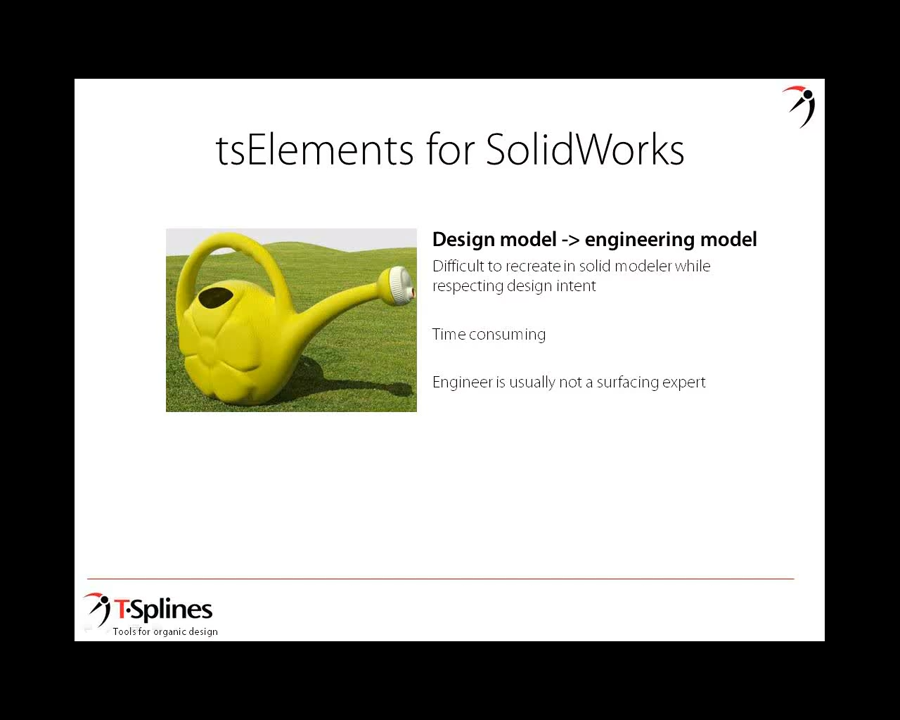 tsElements for SolidWorks
Design model -> engineering model
Difficult to recreate in solid modeler while
respecting design intent
Time consuming
Engineer is usually not a surfacing expert
T-Splines
Tools for organic design